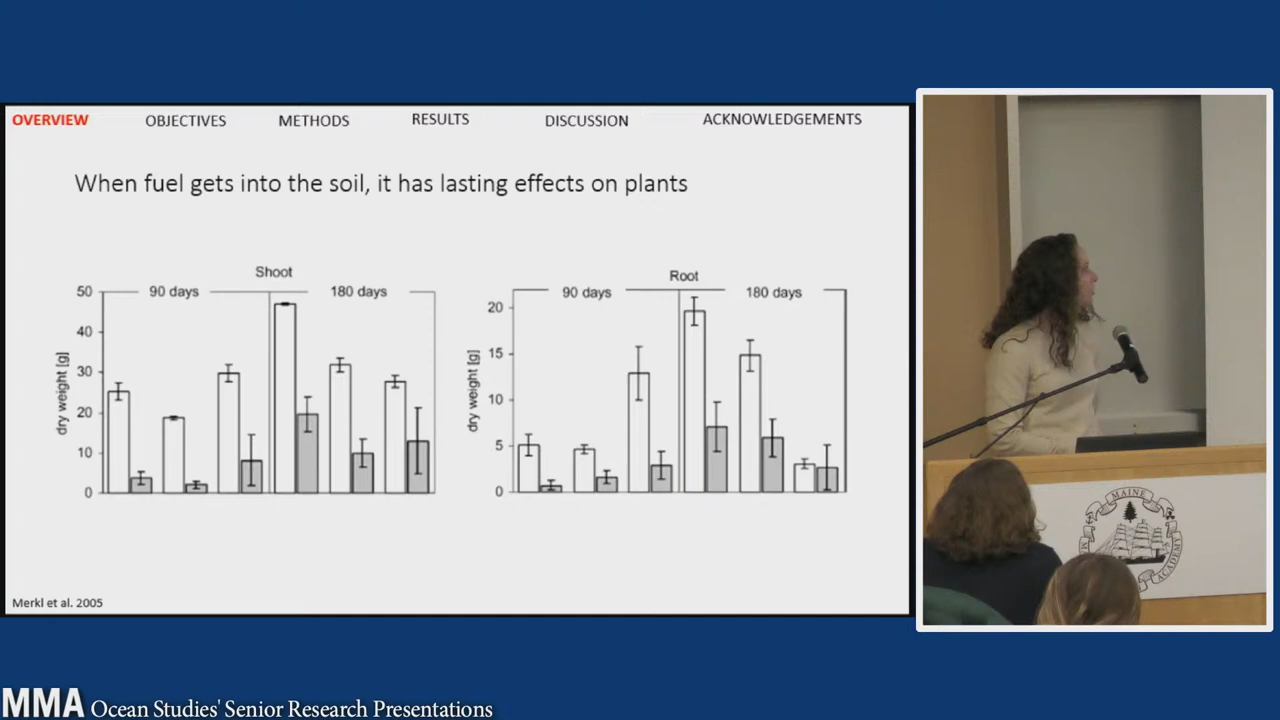 OVERVIEW OBJECTIVES METHODS RESULTS DISCUSSION ACKNOWLEDGEMENTS
When fuel gets into the soil, it has lasting effects on plants
Shoot
90 days 180 days
dry weight [g]
50
40
30
20
10
0
Root
90 days 180 days
dry weight [g]
20
15
10
5
0
Merkl et al. 2005
MAINE
ACADEMY
MMA Ocean Studies' Senior Research Presentations